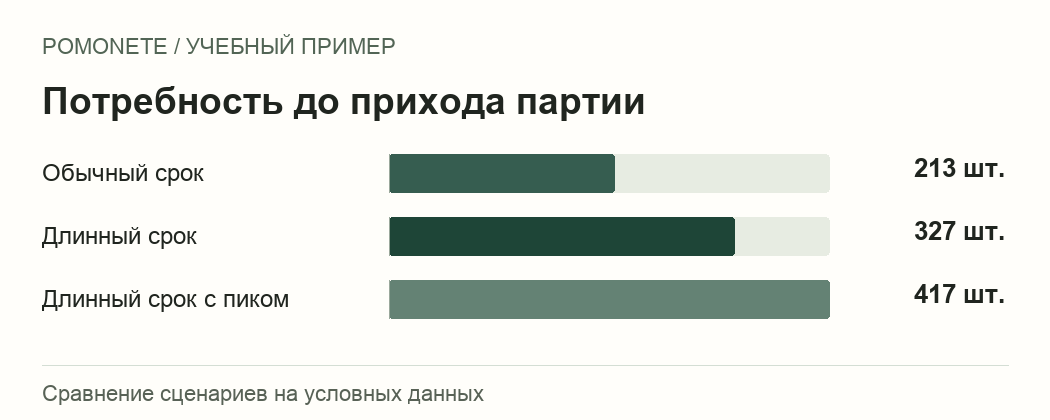 POMONETE / УЧЕБНЫЙ ПРИМЕР
Потребность до прихода партии
Обычный срок 213 шт.
Длинный срок 327 шт.
Длинный срок с пиком 417 шт.
Сравнение сценариев на условных данных